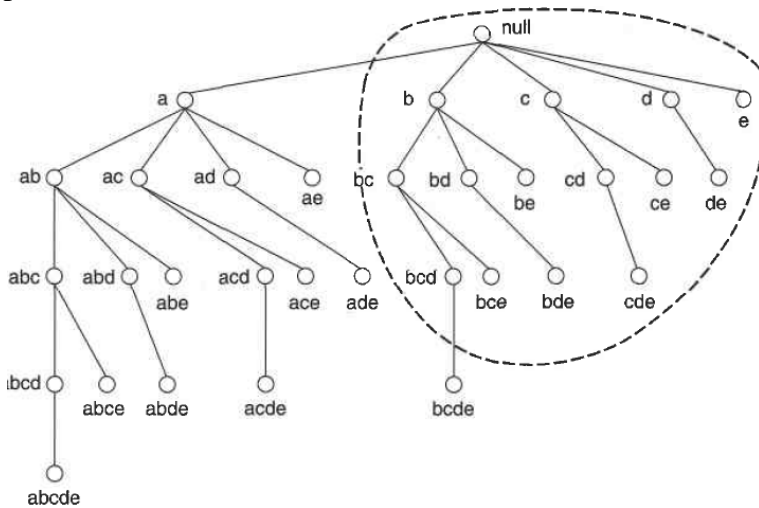 null
a b c d e
ab ac ad ae bc bd be cd ce de
abc abd abe acd ace ade bcd bce bde cde
abcd abce abde acde bcde
abcde